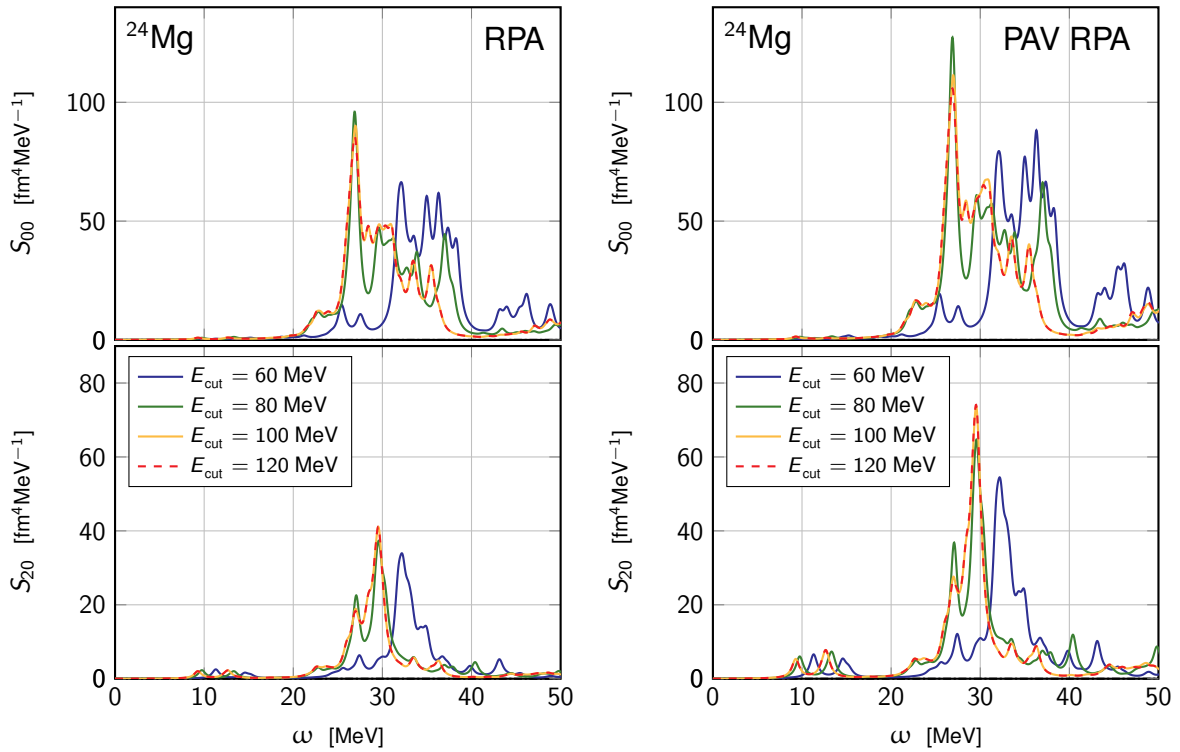 ²⁴Mg RPA
100
50
0
S₀₀ [fm⁴MeV⁻¹]
²⁴Mg PAV RPA
100
50
0
S₀₀ [fm⁴MeV⁻¹]
80
60
40
20
0
S₂₀ [fm⁴MeV⁻¹]
E_cut = 60 MeV
E_cut = 80 MeV
E_cut = 100 MeV
E_cut = 120 MeV
0 10 20 30 40 50
ω [MeV]
80
60
40
20
0
S₂₀ [fm⁴MeV⁻¹]
E_cut = 60 MeV
E_cut = 80 MeV
E_cut = 100 MeV
E_cut = 120 MeV
0 10 20 30 40 50
ω [MeV]